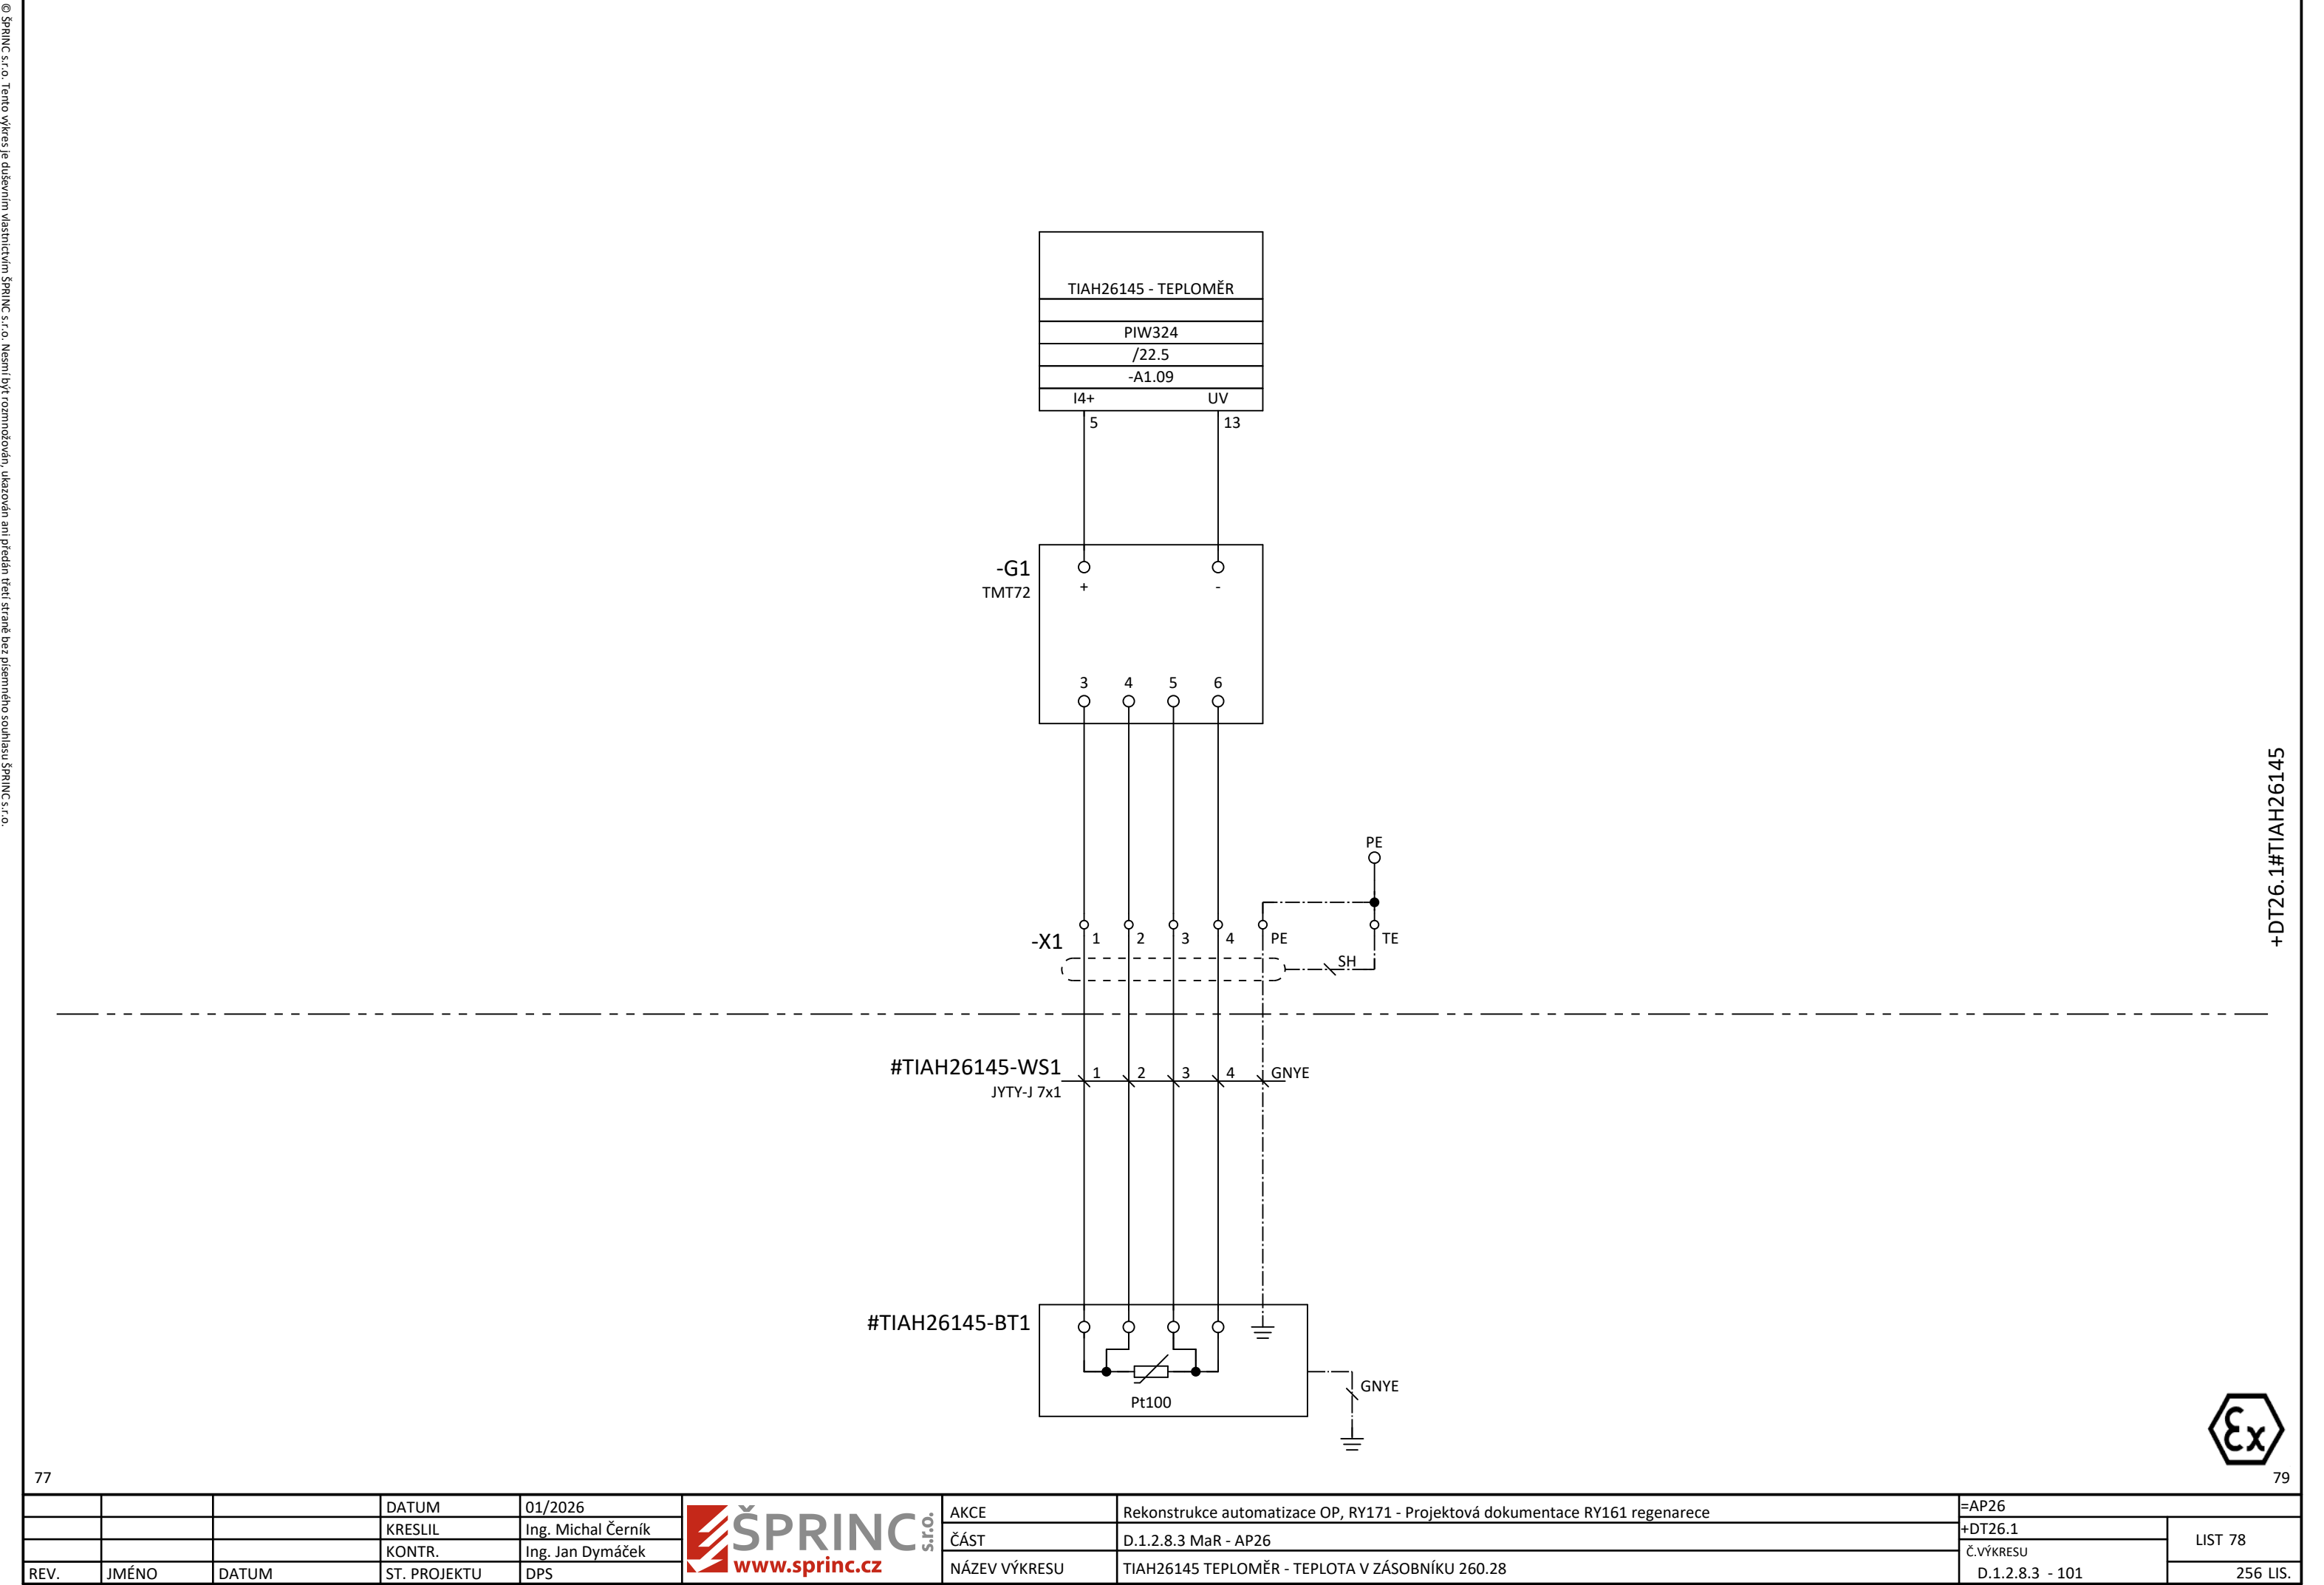 © ŠPRINC s.r.o. Tento výkres je duševním vlastnictvím ŠPRINC s.r.o. Nesmí být rozmnožován, ukazován ani předán třetí straně bez písemného souhlasu ŠPRINC s.r.o.
TIAH26145 - TEPLOMĚR
PIW324
/22.5
-A1.09
I4+ UV
5 13
-G1
TMT72
+ -
3 4 5 6
PE
-X1 1 2 3 4 PE TE
SH
+DT26.1#TIAH26145
#TIAH26145-WS1 1 2 3 4 GNYE
JYTY-J 7x1
#TIAH26145-BT1
Pt100
GNYE
Ex
77 79
DATUM 01/2026
KRESLIL Ing. Michal Černík
KONTR. Ing. Jan Dymáček
REV. JMÉNO DATUM ST. PROJEKTU DPS
ŠPRINC s.r.o.
www.sprinc.cz
AKCE Rekonstrukce automatizace OP, RY171 - Projektová dokumentace RY161 regenarece
ČÁST D.1.2.8.3 MaR - AP26
NÁZEV VÝKRESU TIAH26145 TEPLOMĚR - TEPLOTA V ZÁSOBNÍKU 260.28
=AP26
+DT26.1
Č.VÝKRESU
D.1.2.8.3 - 101
LIST 78
256 LIS.